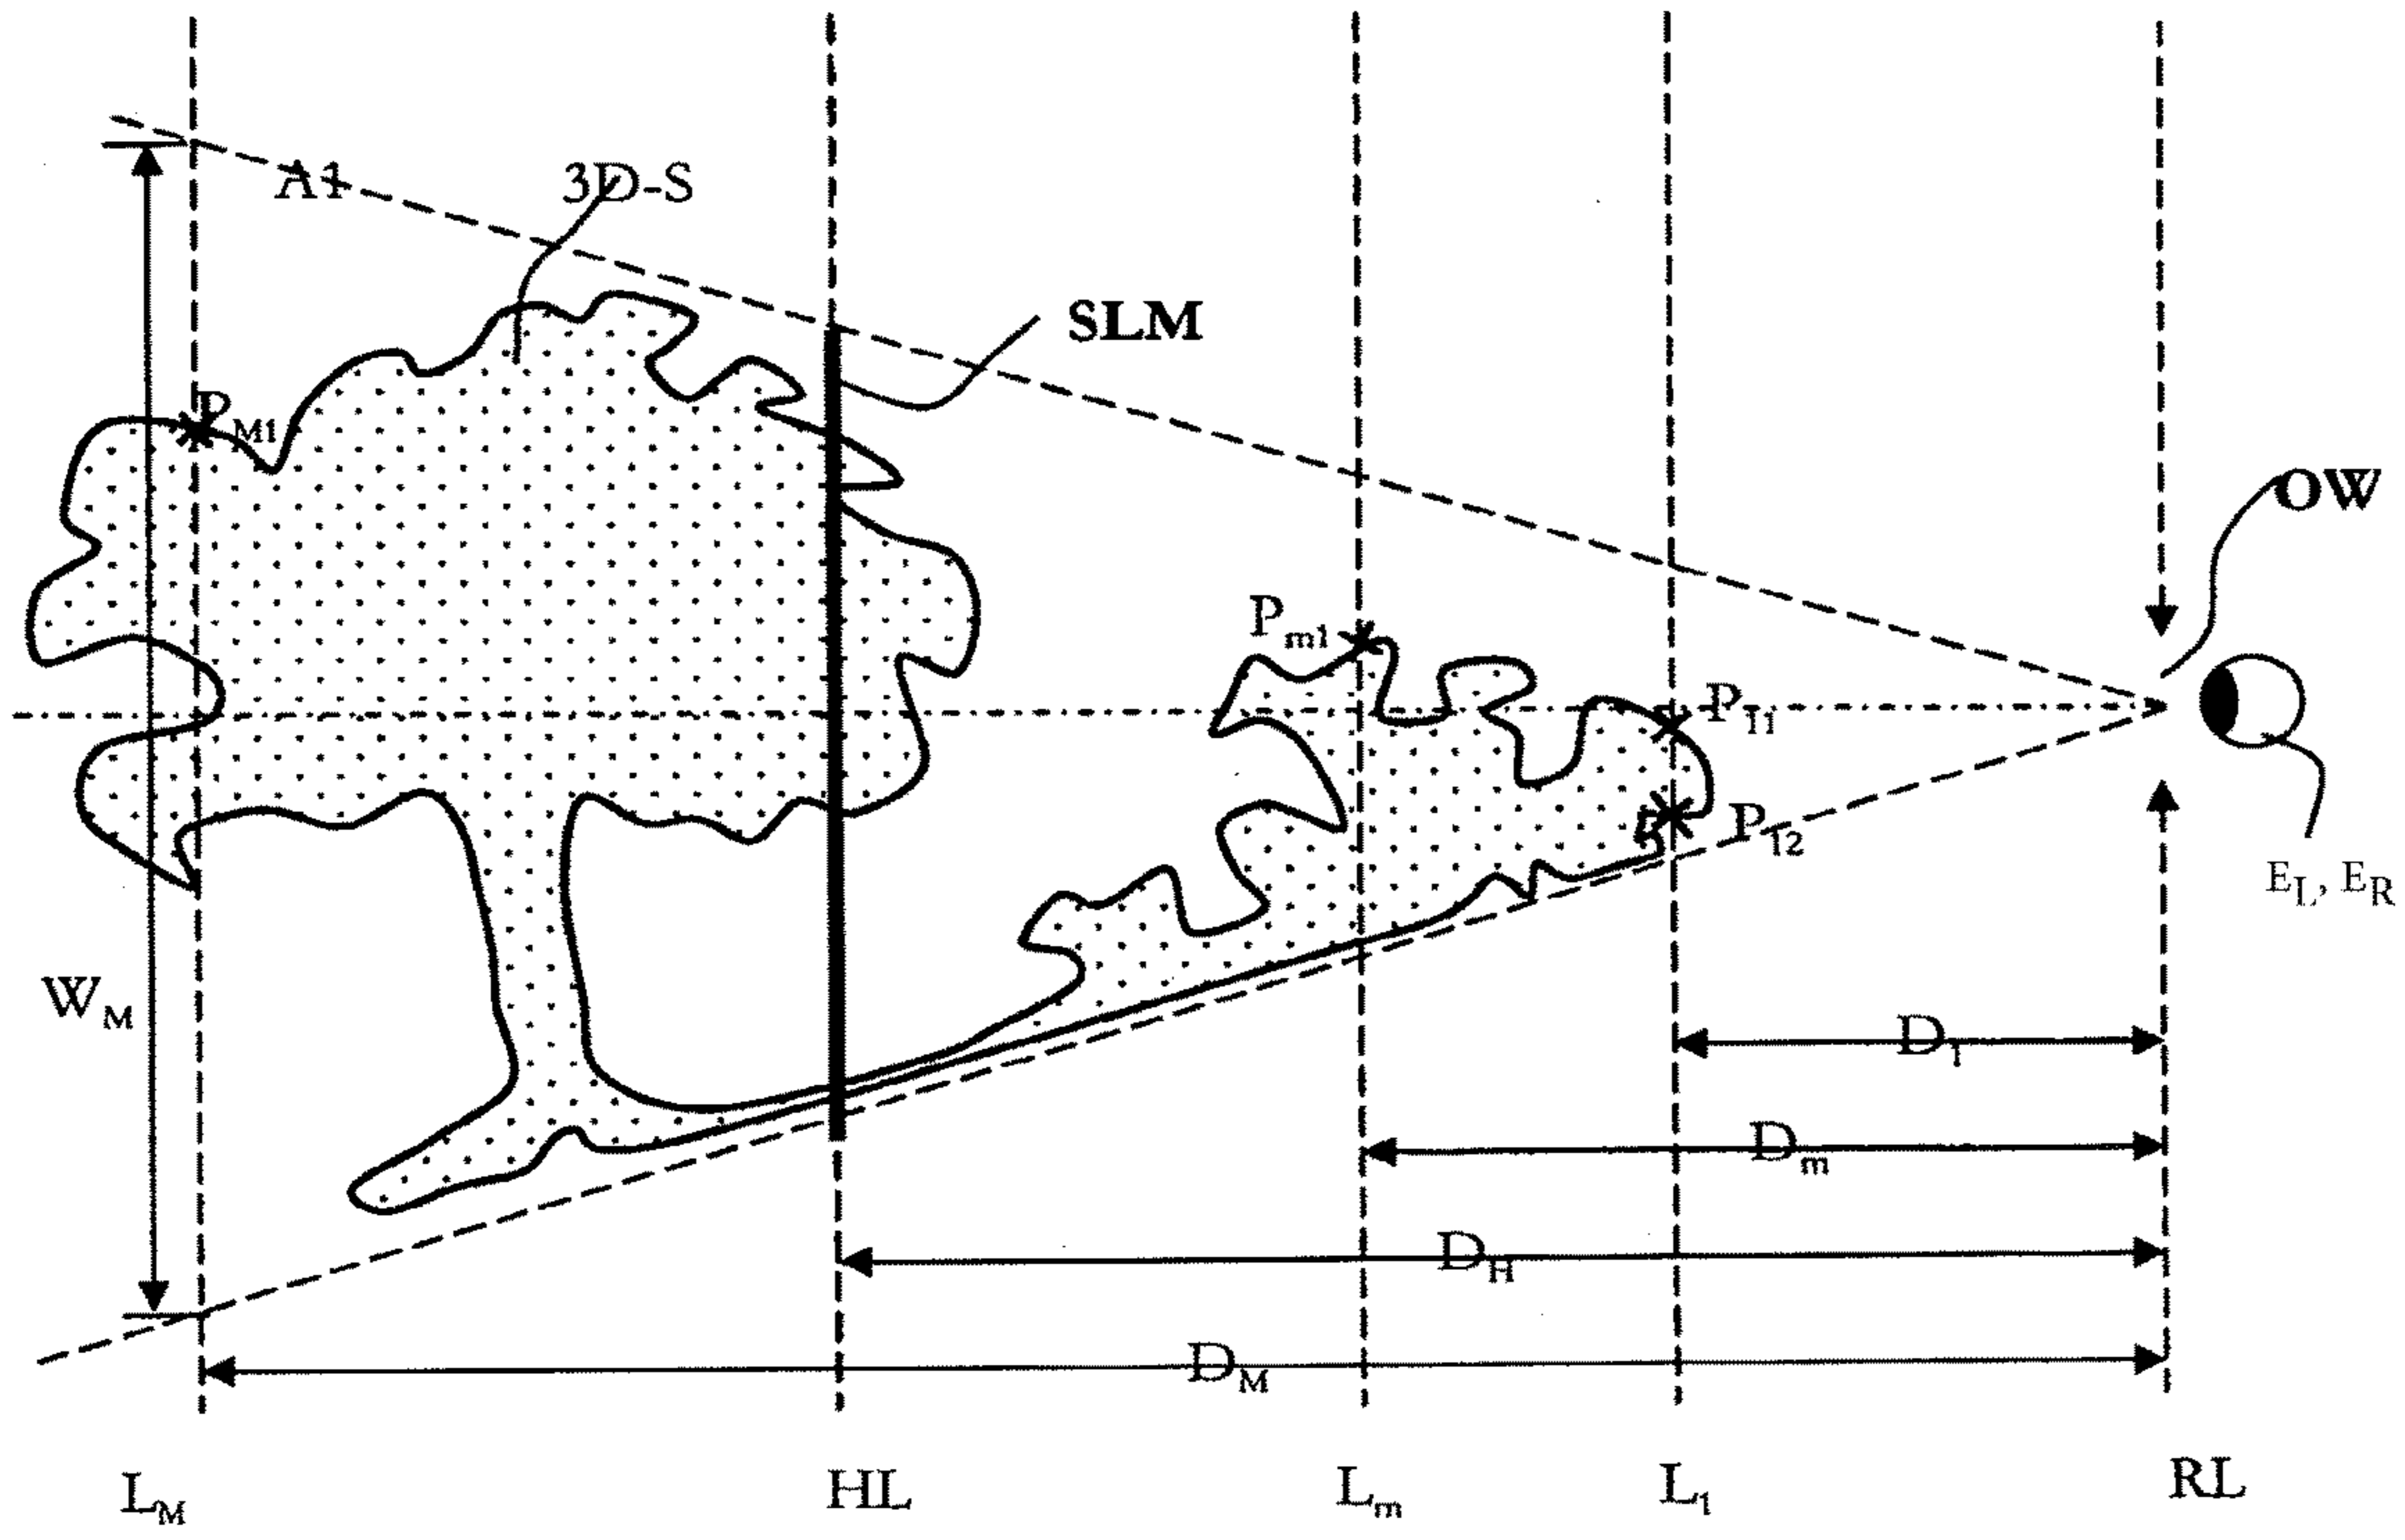 A1
3D-S
SLM
P_M1
OW
P_m1
P_11
P_12
E_L, E_R
W_M
D_1
D_m
D_H
D_M
L_M HL L_m L_1 RL